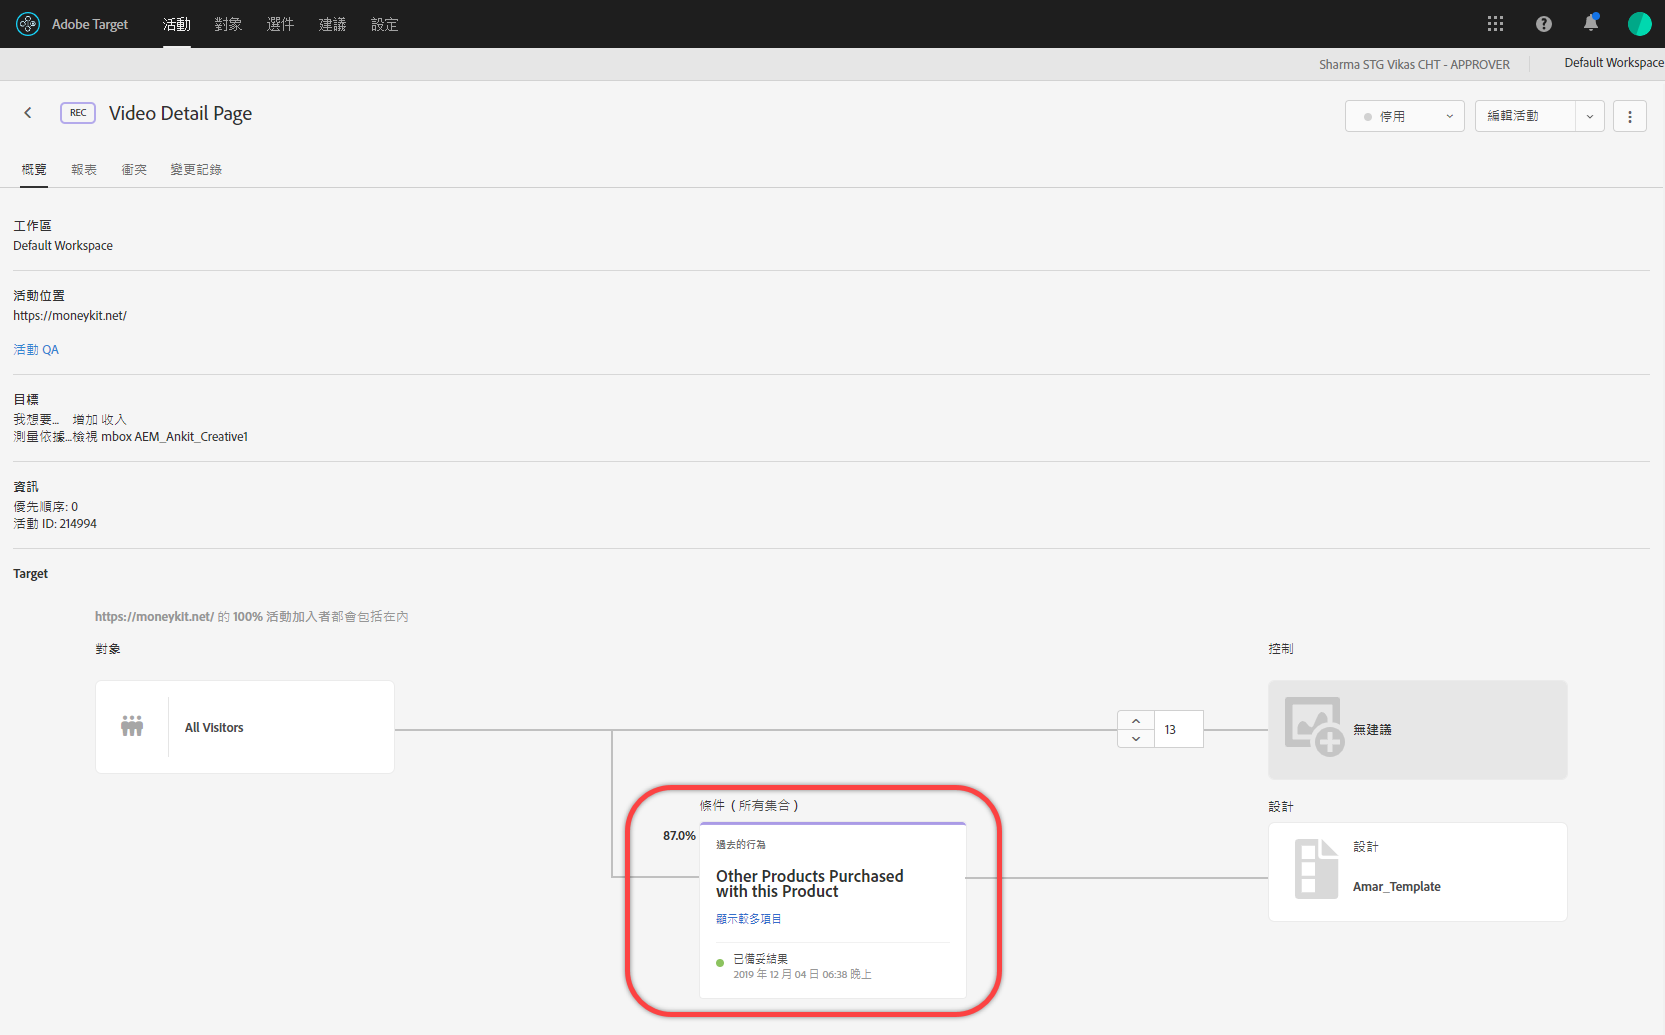 Adobe Target 活動 對象 選件 建議 設定
Sharma STG Vikas CHT - APPROVER Default Workspace
REC Video Detail Page 停用 編輯活動
概覽 報表 衝突 變更記錄
工作區
Default Workspace
活動位置
https://moneykit.net/
活動 QA
目標
我想要... 增加 收入
測量依據...檢視 mbox AEM_Ankit_Creative1
資訊
優先順序: 0
活動 ID: 214994
Target
https://moneykit.net/ 的 100% 活動加入者都會包括在內
對象 控制
All Visitors 13 無建議
條件 ( 所有集合 ) 設計
87.0%
過去的行為 設計
Other Products Purchased
with this Product
Amar_Template
顯示較多項目
已備妥結果
2019 年 12 月 04 日 06:38 晚上